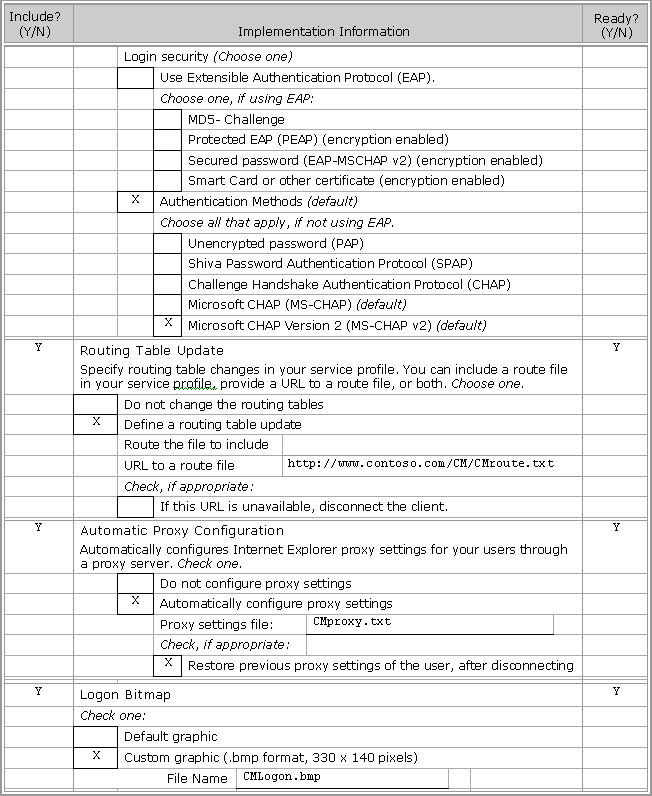 Include?
(Y/N)
Implementation Information
Ready?
(Y/N)
Login security (Choose one)
Use Extensible Authentication Protocol (EAP).
Choose one, if using EAP:
MD5- Challenge
Protected EAP (PEAP) (encryption enabled)
Secured password (EAP-MSCHAP v2) (encryption enabled)
Smart Card or other certificate (encryption enabled)
X Authentication Methods (default)
Choose all that apply, if not using EAP.
Unencrypted password (PAP)
Shiva Password Authentication Protocol (SPAP)
Challenge Handshake Authentication Protocol (CHAP)
Microsoft CHAP (MS-CHAP) (default)
X Microsoft CHAP Version 2 (MS-CHAP v2) (default)
Y Routing Table Update Y
Specify routing table changes in your service profile. You can include a route file
in your service profile, provide a URL to a route file, or both. Choose one.
Do not change the routing tables
X Define a routing table update
Route the file to include
URL to a route file http://www.contoso.com/CM/CMroute.txt
Check, if appropriate:
If this URL is unavailable, disconnect the client.
Y Automatic Proxy Configuration Y
Automatically configures Internet Explorer proxy settings for your users through
a proxy server. Check one.
Do not configure proxy settings
X Automatically configure proxy settings
Proxy settings file: CMproxy.txt
Check, if appropriate:
X Restore previous proxy settings of the user, after disconnecting
Y Logon Bitmap Y
Check one:
Default graphic
X Custom graphic (.bmp format, 330 x 140 pixels)
File Name CMLogon.bmp